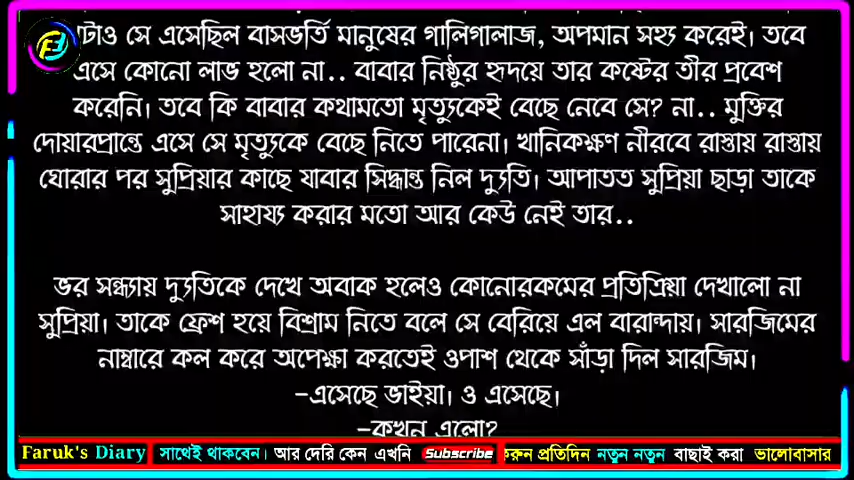 টাও সে এসেছিল বাসভর্তি মানুষের গালিগালাজ, অপমান সহ্য করেই। তবে
এসে কোনো লাভ হলো না.. বাবার নিষ্ঠুর হৃদয়ে তার কষ্টের তীর প্রবেশ
করেনি। তবে কি বাবার কথামতো মৃত্যুকেই বেছে নেবে সে? না.. মুক্তির
দোয়ারপ্রান্তে এসে সে মৃত্যুকে বেছে নিতে পারেনা। খানিকক্ষণ নীরবে রাস্তায় রাস্তায়
ঘোরার পর সুপ্রিয়ার কাছে যাবার সিদ্ধান্ত নিল দ্যুতি। আপাতত সুপ্রিয়া ছাড়া তাকে
সাহায্য করার মতো আর কেউ নেই তার..
ভর সন্ধ্যায় দ্যুতিকে দেখে অবাক হলেও কোনোরকমের প্রতিক্রিয়া দেখালো না
সুপ্রিয়া। তাকে ফ্রেশ হয়ে বিশ্রাম নিতে বলে সে বেরিয়ে এল বারান্দায়। সারজিমের
নাম্বারে কল করে অপেক্ষা করতেই ওপাশ থেকে সাঁড়া দিল সারজিম।
-এসেছে ভাইয়া। ও এসেছে।
-কখন এলো?
Faruk's Diary সাথেই থাকবেন। আর দেরি কেন এখনি Subscribe করুন প্রতিদিন নতুন নতুন বাছাই করা ভালোবাসার